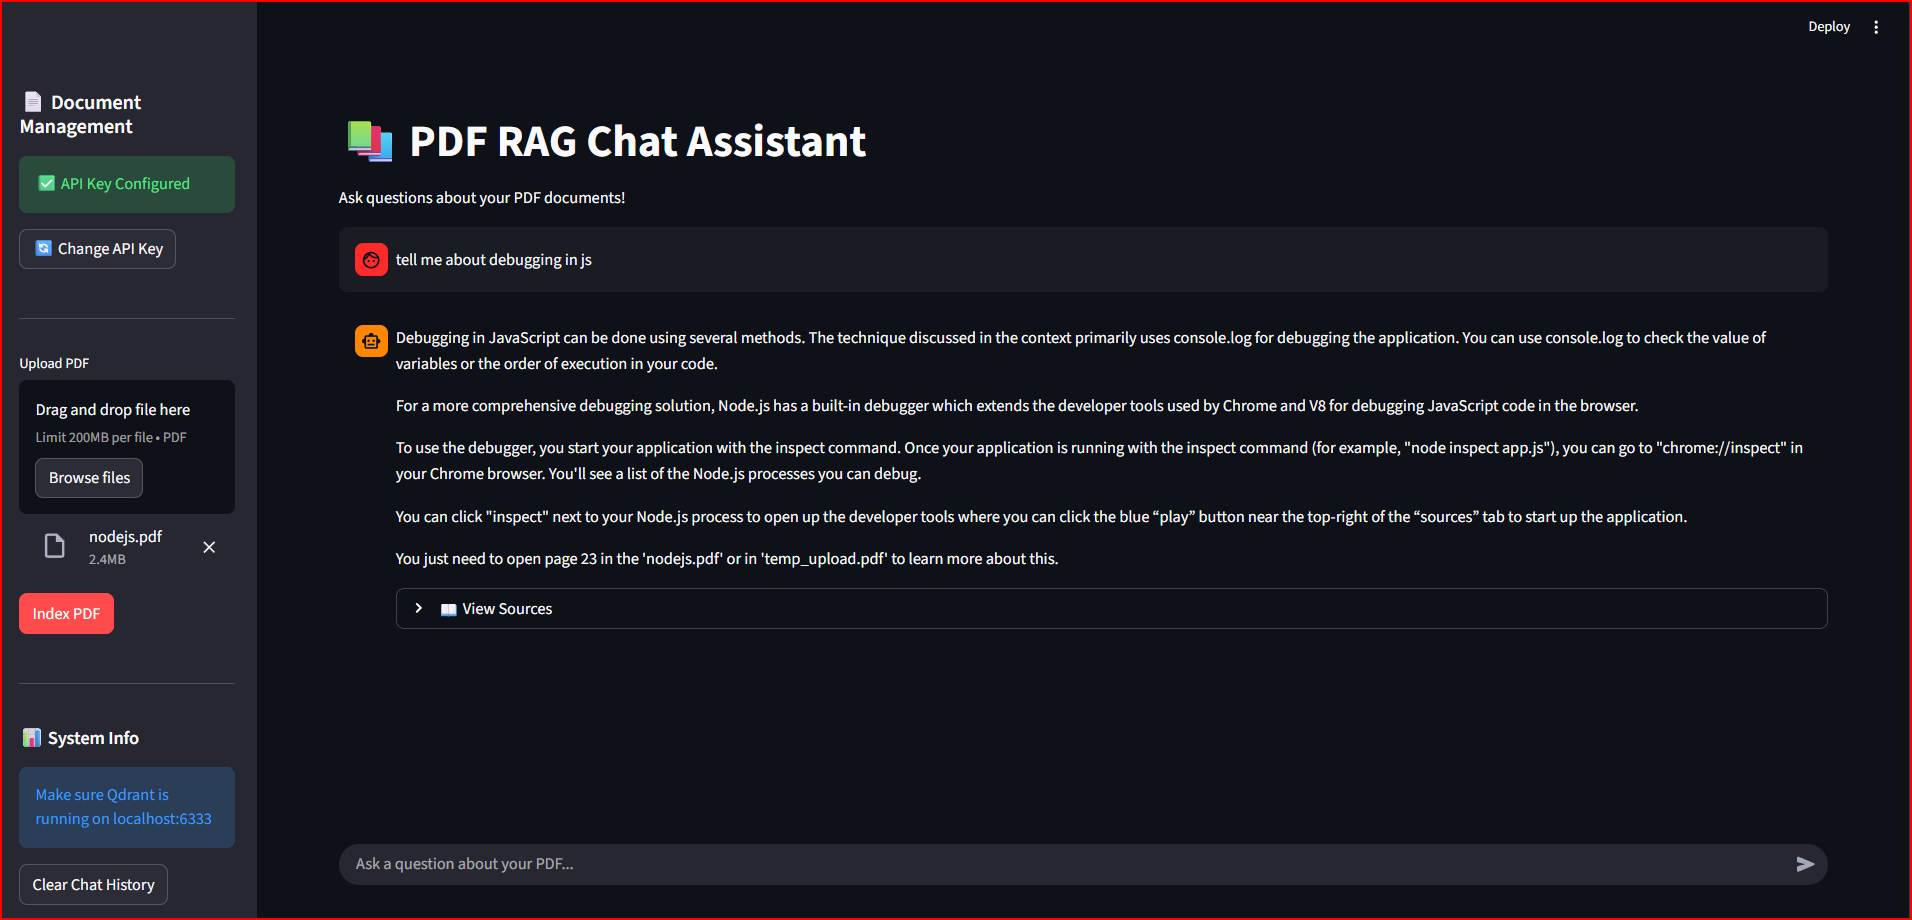 Deploy
Document
Management
API Key Configured
Change API Key
Upload PDF
Drag and drop file here
Limit 200MB per file • PDF
Browse files
nodejs.pdf
2.4MB
Index PDF
System Info
Make sure Qdrant is
running on localhost:6333
Clear Chat History
PDF RAG Chat Assistant
Ask questions about your PDF documents!
tell me about debugging in js
Debugging in JavaScript can be done using several methods. The technique discussed in the context primarily uses console.log for debugging the application. You can use console.log to check the value of
variables or the order of execution in your code.
For a more comprehensive debugging solution, Node.js has a built-in debugger which extends the developer tools used by Chrome and V8 for debugging JavaScript code in the browser.
To use the debugger, you start your application with the inspect command. Once your application is running with the inspect command (for example, "node inspect app.js"), you can go to "chrome://inspect" in
your Chrome browser. You'll see a list of the Node.js processes you can debug.
You can click "inspect" next to your Node.js process to open up the developer tools where you can click the blue “play” button near the top-right of the “sources” tab to start up the application.
You just need to open page 23 in the 'nodejs.pdf' or in 'temp_upload.pdf' to learn more about this.
View Sources
Ask a question about your PDF...